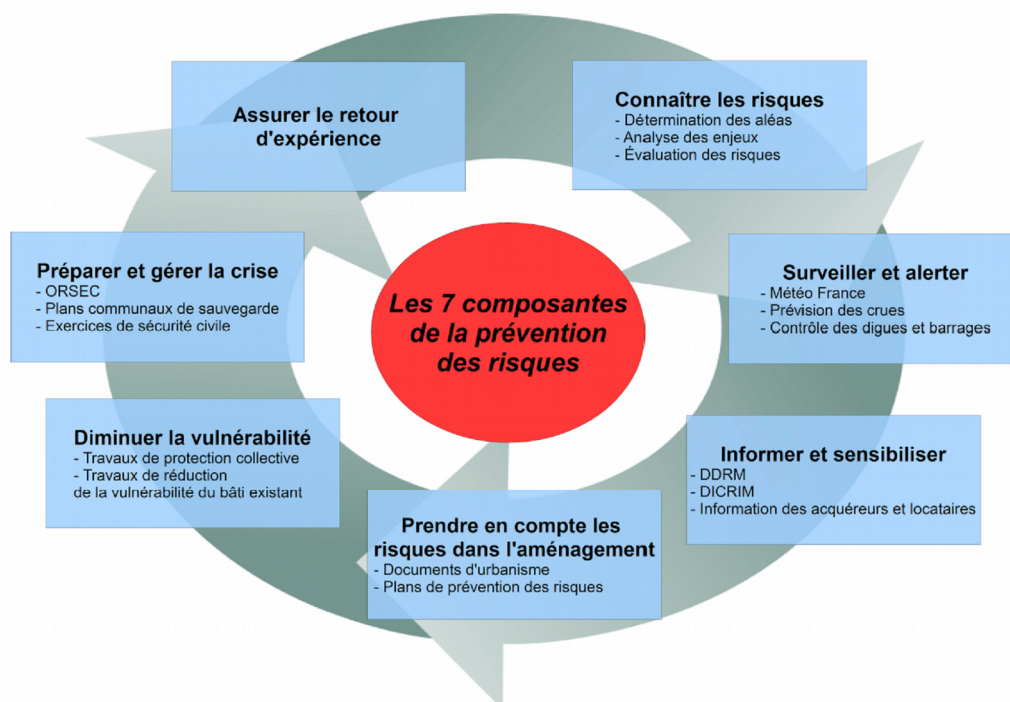 Assurer le retour
d'expérience
Connaître les risques
- Détermination des aléas
- Analyse des enjeux
- Évaluation des risques
Préparer et gérer la crise
- ORSEC
- Plans communaux de sauvegarde
- Exercices de sécurité civile
Les 7 composantes
de la prévention
des risques
Surveiller et alerter
- Météo France
- Prévision des crues
- Contrôle des digues et barrages
Diminuer la vulnérabilité
- Travaux de protection collective
- Travaux de réduction
de la vulnérabilité du bâti existant
Informer et sensibiliser
- DDRM
- DICRIM
- Information des acquéreurs et locataires
Prendre en compte les
risques dans l'aménagement
- Documents d'urbanisme
- Plans de prévention des risques